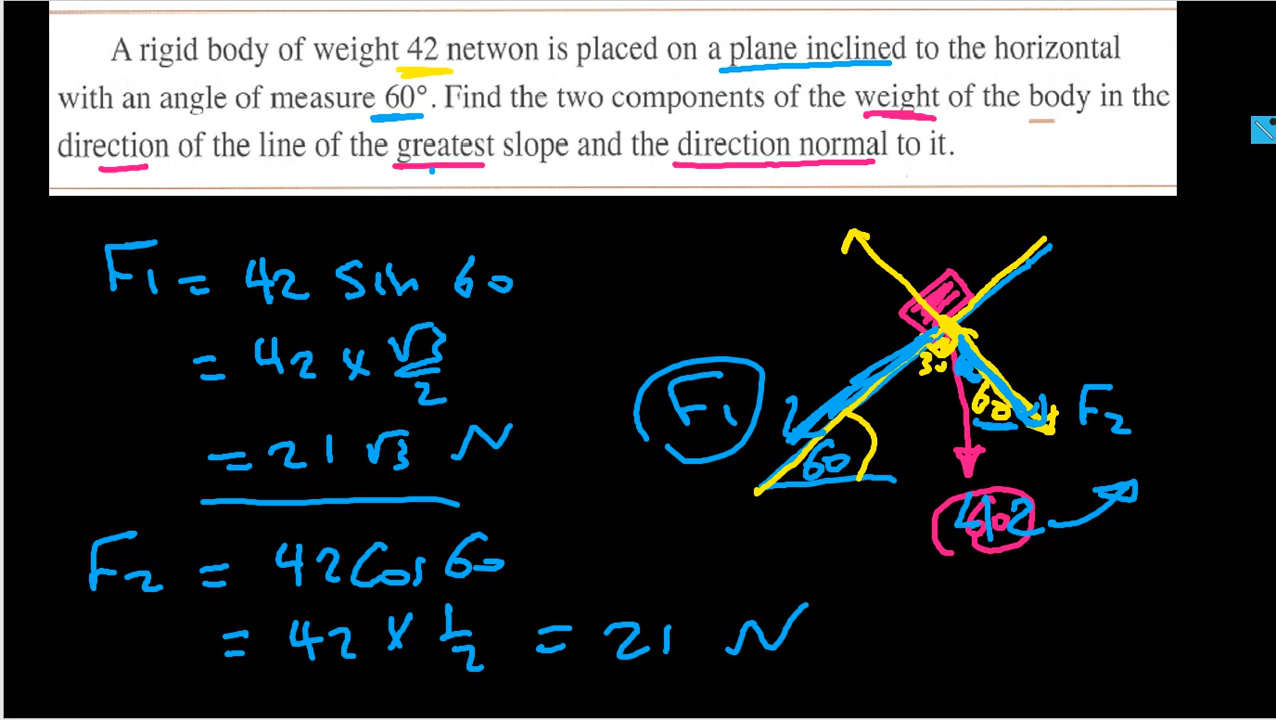 A rigid body of weight 42 netwon is placed on a plane inclined to the horizontal
with an angle of measure 60°. Find the two components of the weight of the body in the
direction of the line of the greatest slope and the direction normal to it.
F1 = 42 Sin 60
= 42 × √3/2
= 21 √3 N
F2 = 42 Cos 60
= 42 × 1/2 = 21 N
30
60
F2
F1
60
42